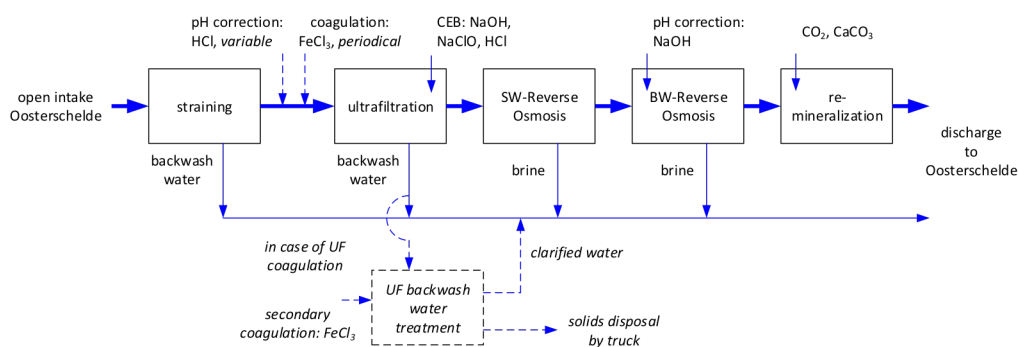 pH correction:
HCl, variable
coagulation:
FeCl₃, periodical
CEB: NaOH,
NaClO, HCl
pH correction:
NaOH
CO₂, CaCO₃
open intake
Oosterschelde
straining
ultrafiltration
SW-Reverse
Osmosis
BW-Reverse
Osmosis
re-
mineralization
discharge
to
Oosterschelde
backwash
water
backwash
water
brine
brine
in case of UF
coagulation
clarified water
UF backwash
water
treatment
secondary
coagulation: FeCl₃
solids disposal
by truck